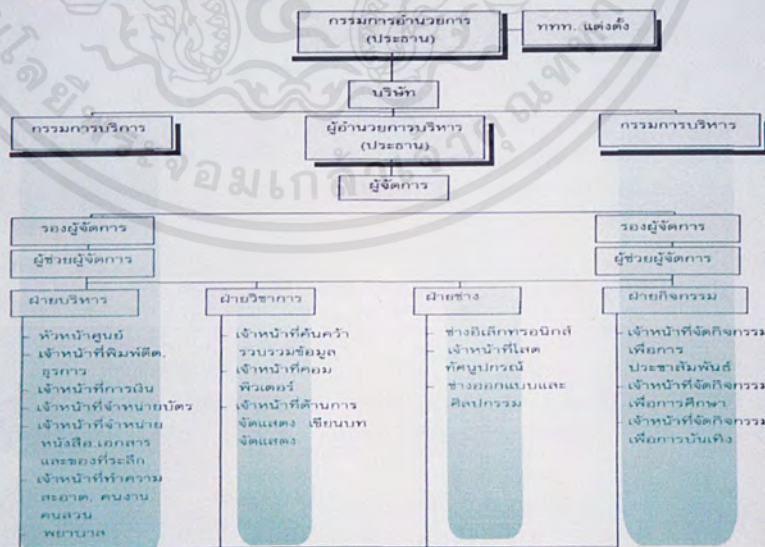 กรรมการอำนวยการ
(ประธาน)
ททท. แต่งตั้ง
บริษัท
กรรมการบริการ
ผู้อำนวยการบริหาร
(ประธาน)
กรรมการบริหาร
ผู้จัดการ
รองผู้จัดการ
รองผู้จัดการ
ผู้ช่วยผู้จัดการ
ผู้ช่วยผู้จัดการ
ฝ่ายบริหาร
ฝ่ายวิชาการ
ฝ่ายช่าง
ฝ่ายกิจกรรม
หัวหน้าศูนย์
เจ้าหน้าที่พิมพ์ดีด,
ธุรการ
เจ้าหน้าที่การเงิน
เจ้าหน้าที่จำหน่ายบัตร
เจ้าหน้าที่จำหน่าย
หนังสือ,เอกสาร
และของที่ระลึก
เจ้าหน้าที่ทำความ
สะอาด, คนงาน
คนสวน
พยาบาล
เจ้าหน้าที่ค้นคว้า
รวบรวมข้อมูล
เจ้าหน้าที่คอม
พิวเตอร์
เจ้าหน้าที่ด้านการ
จัดแสดง เขียนบท
จัดแสดง
ช่างอิเล็กทรอนิกส์
เจ้าหน้าที่โสต
ทัศนูปกรณ์
ช่างออกแบบและ
ศิลปกรรม
เจ้าหน้าที่จัดกิจกรรม
เพื่อการ
ประชาสัมพันธ์
เจ้าหน้าที่จัดกิจกรรม
เพื่อการศึกษา
เจ้าหน้าที่จัดกิจกรรม
เพื่อการบันเทิง